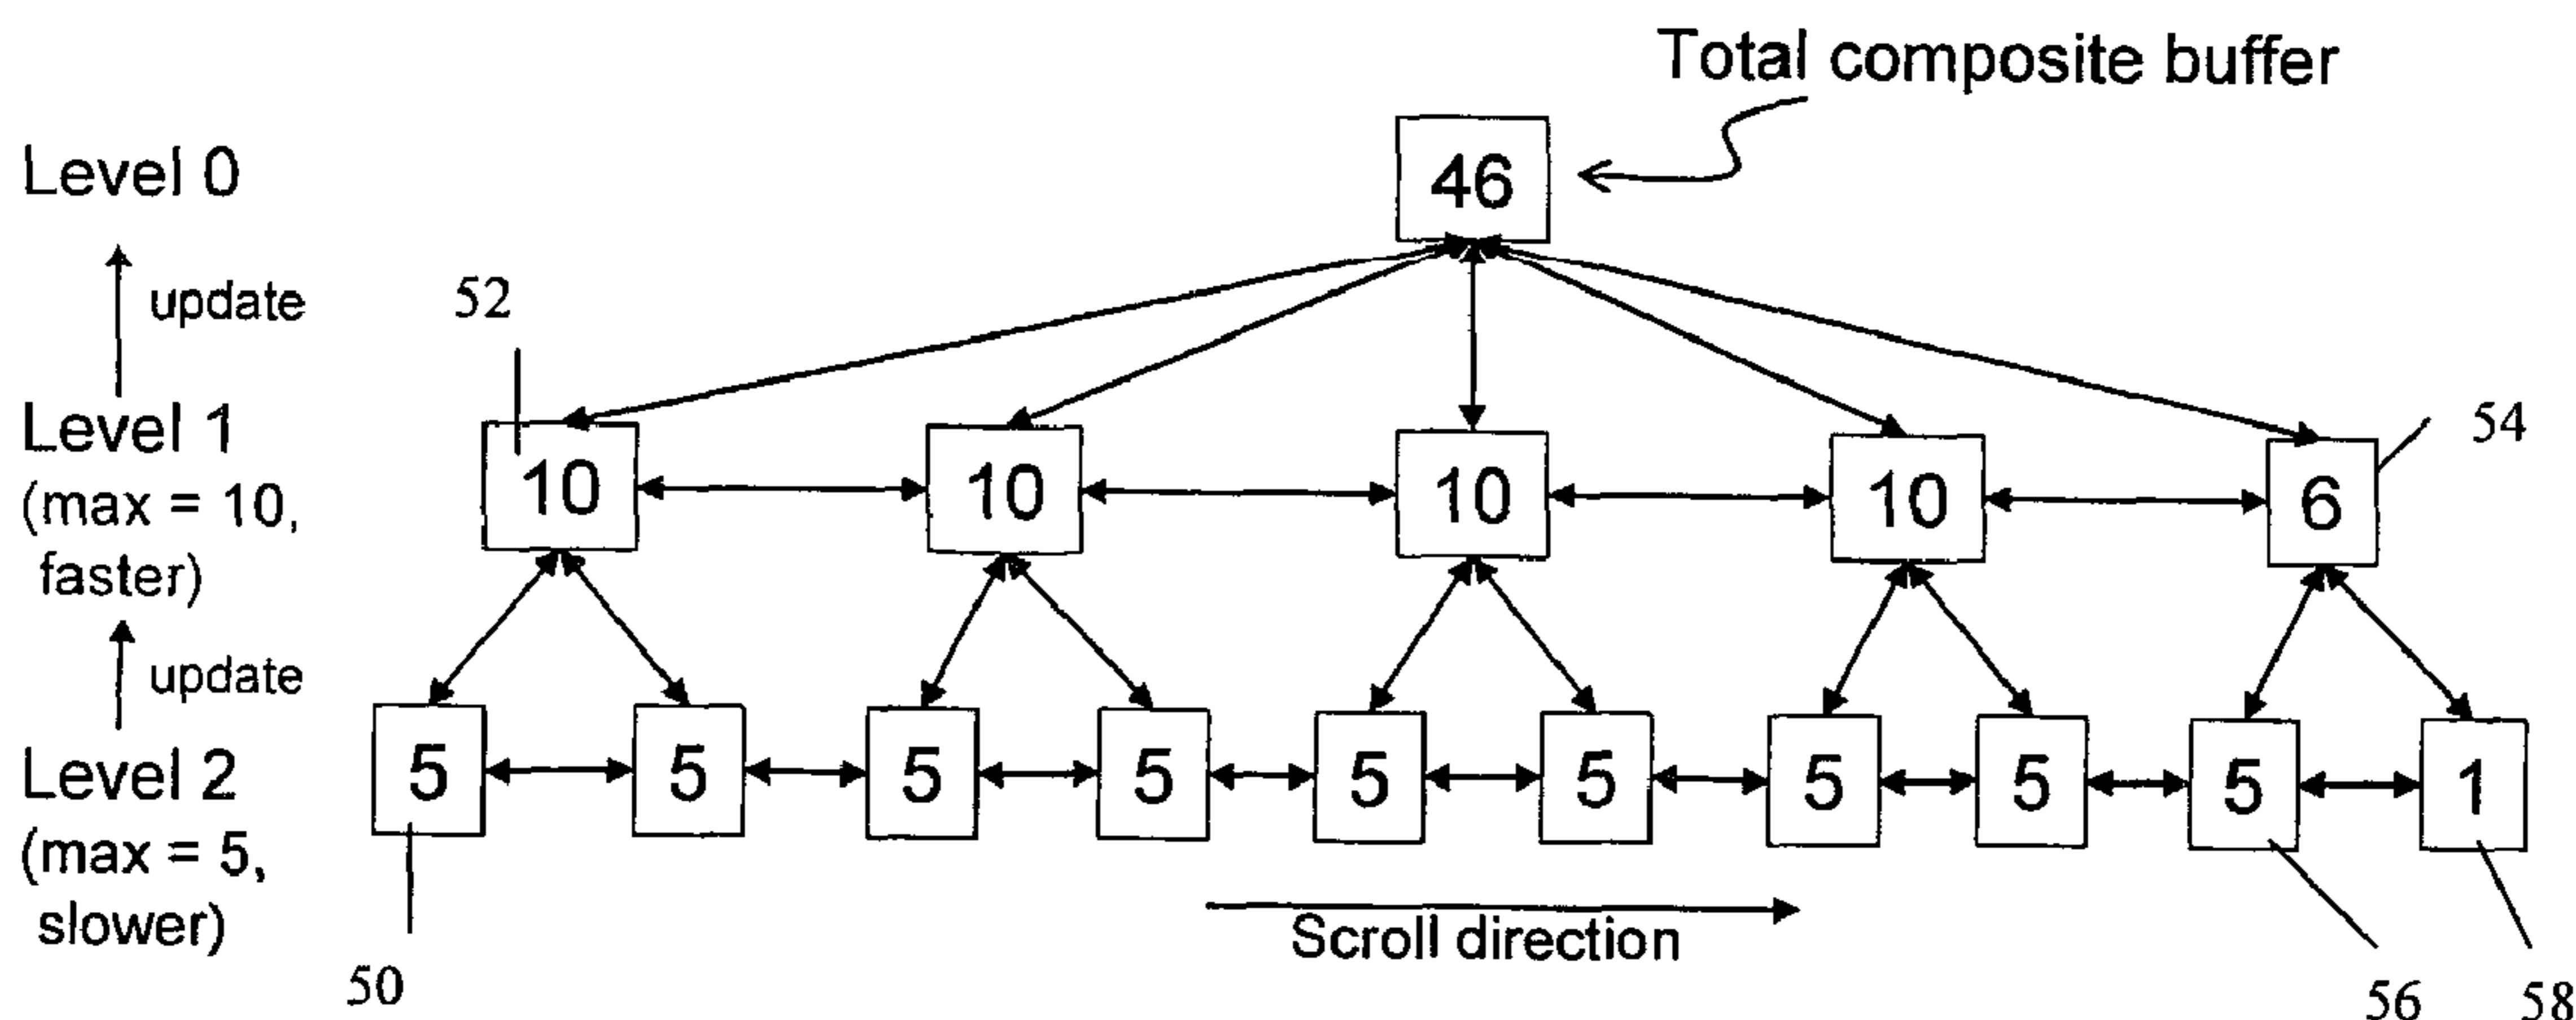 Total composite buffer
Level 0
46
update
52
Level 1
(max = 10,
faster)
10
10
10
10
6
54
update
Level 2
(max = 5,
slower)
5
5
5
5
5
5
5
5
5
1
Scroll direction
50
56
58